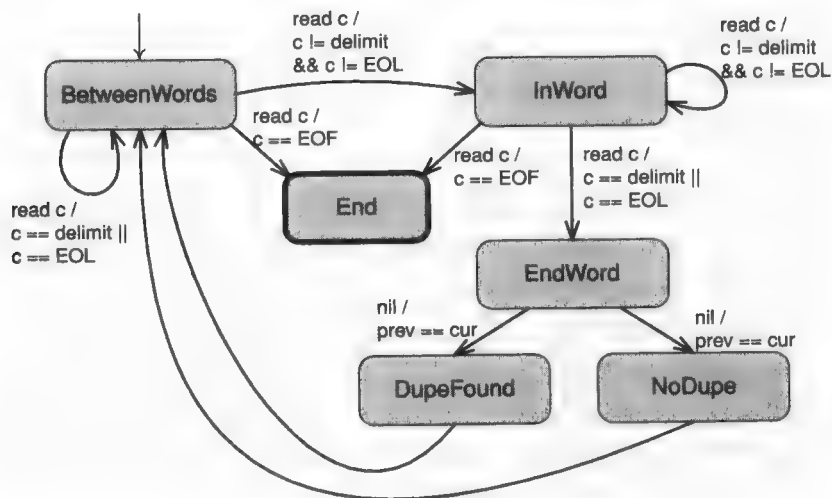 read c /
c != delimit
&& c != EOL
read c /
c != delimit
&& c != EOL
BetweenWords
InWord
read c /
c == EOF
read c /
c == EOF
read c /
c == delimit ||
c == EOL
End
read c /
c == delimit ||
c == EOL
EndWord
nil /
prev == cur
nil /
prev == cur
DupeFound
NoDupe